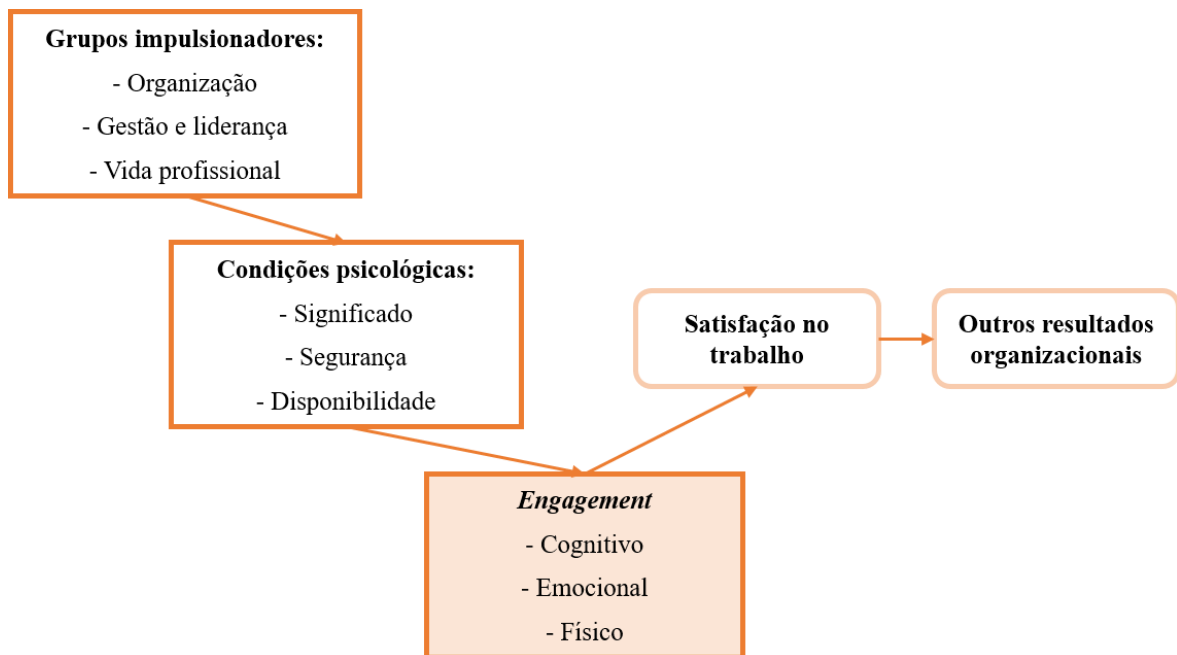 Grupos impulsionadores:
- Organização
- Gestão e liderança
- Vida profissional
Condições psicológicas:
- Significado
- Segurança
- Disponibilidade
Engagement
- Cognitivo
- Emocional
- Físico
Satisfação no
trabalho
Outros resultados
organizacionais